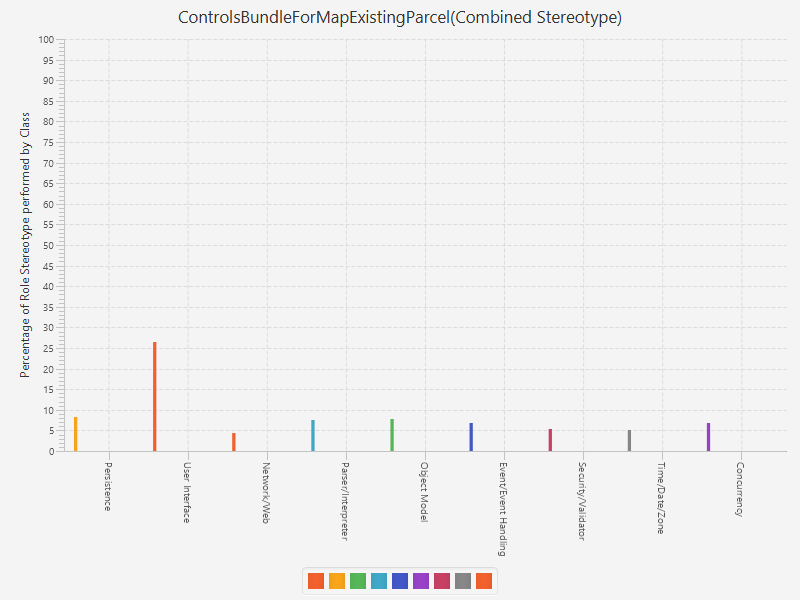 ControlsBundleForMapExistingParcel(Combined Stereotype)
Percentage of Role Stereotype performed by Class
100
95
90
85
80
75
70
65
60
55
50
45
40
35
30
25
20
15
10
5
0
Persistence
User Interface
Network/Web
Parser/Interpreter
Object Model
Event/Event Handling
Security/Validator
Time/Date/Zone
Concurrency